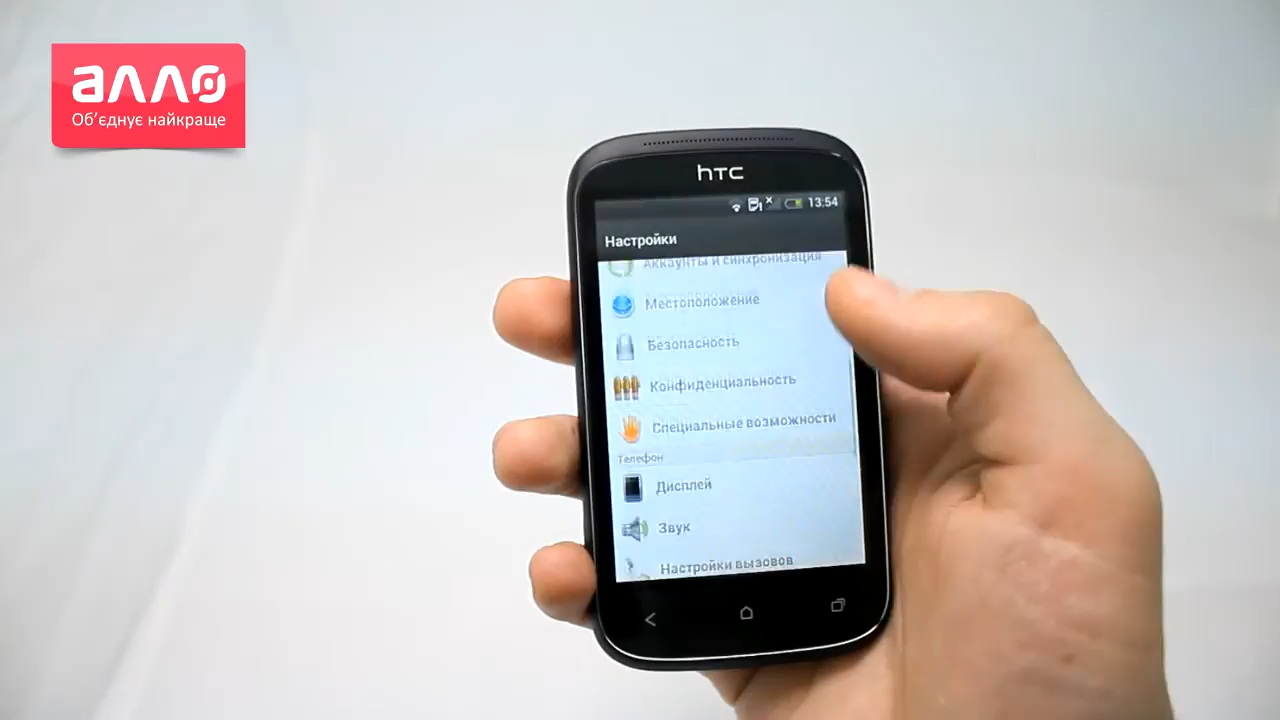 алло
Об'єднує найкраще
hTC
13:54
Настройки
Аккаунты и синхронизация
Местоположение
Безопасность
Конфиденциальность
Специальные возможности
Телефон
Дисплей
Звук
Настройки вызовов